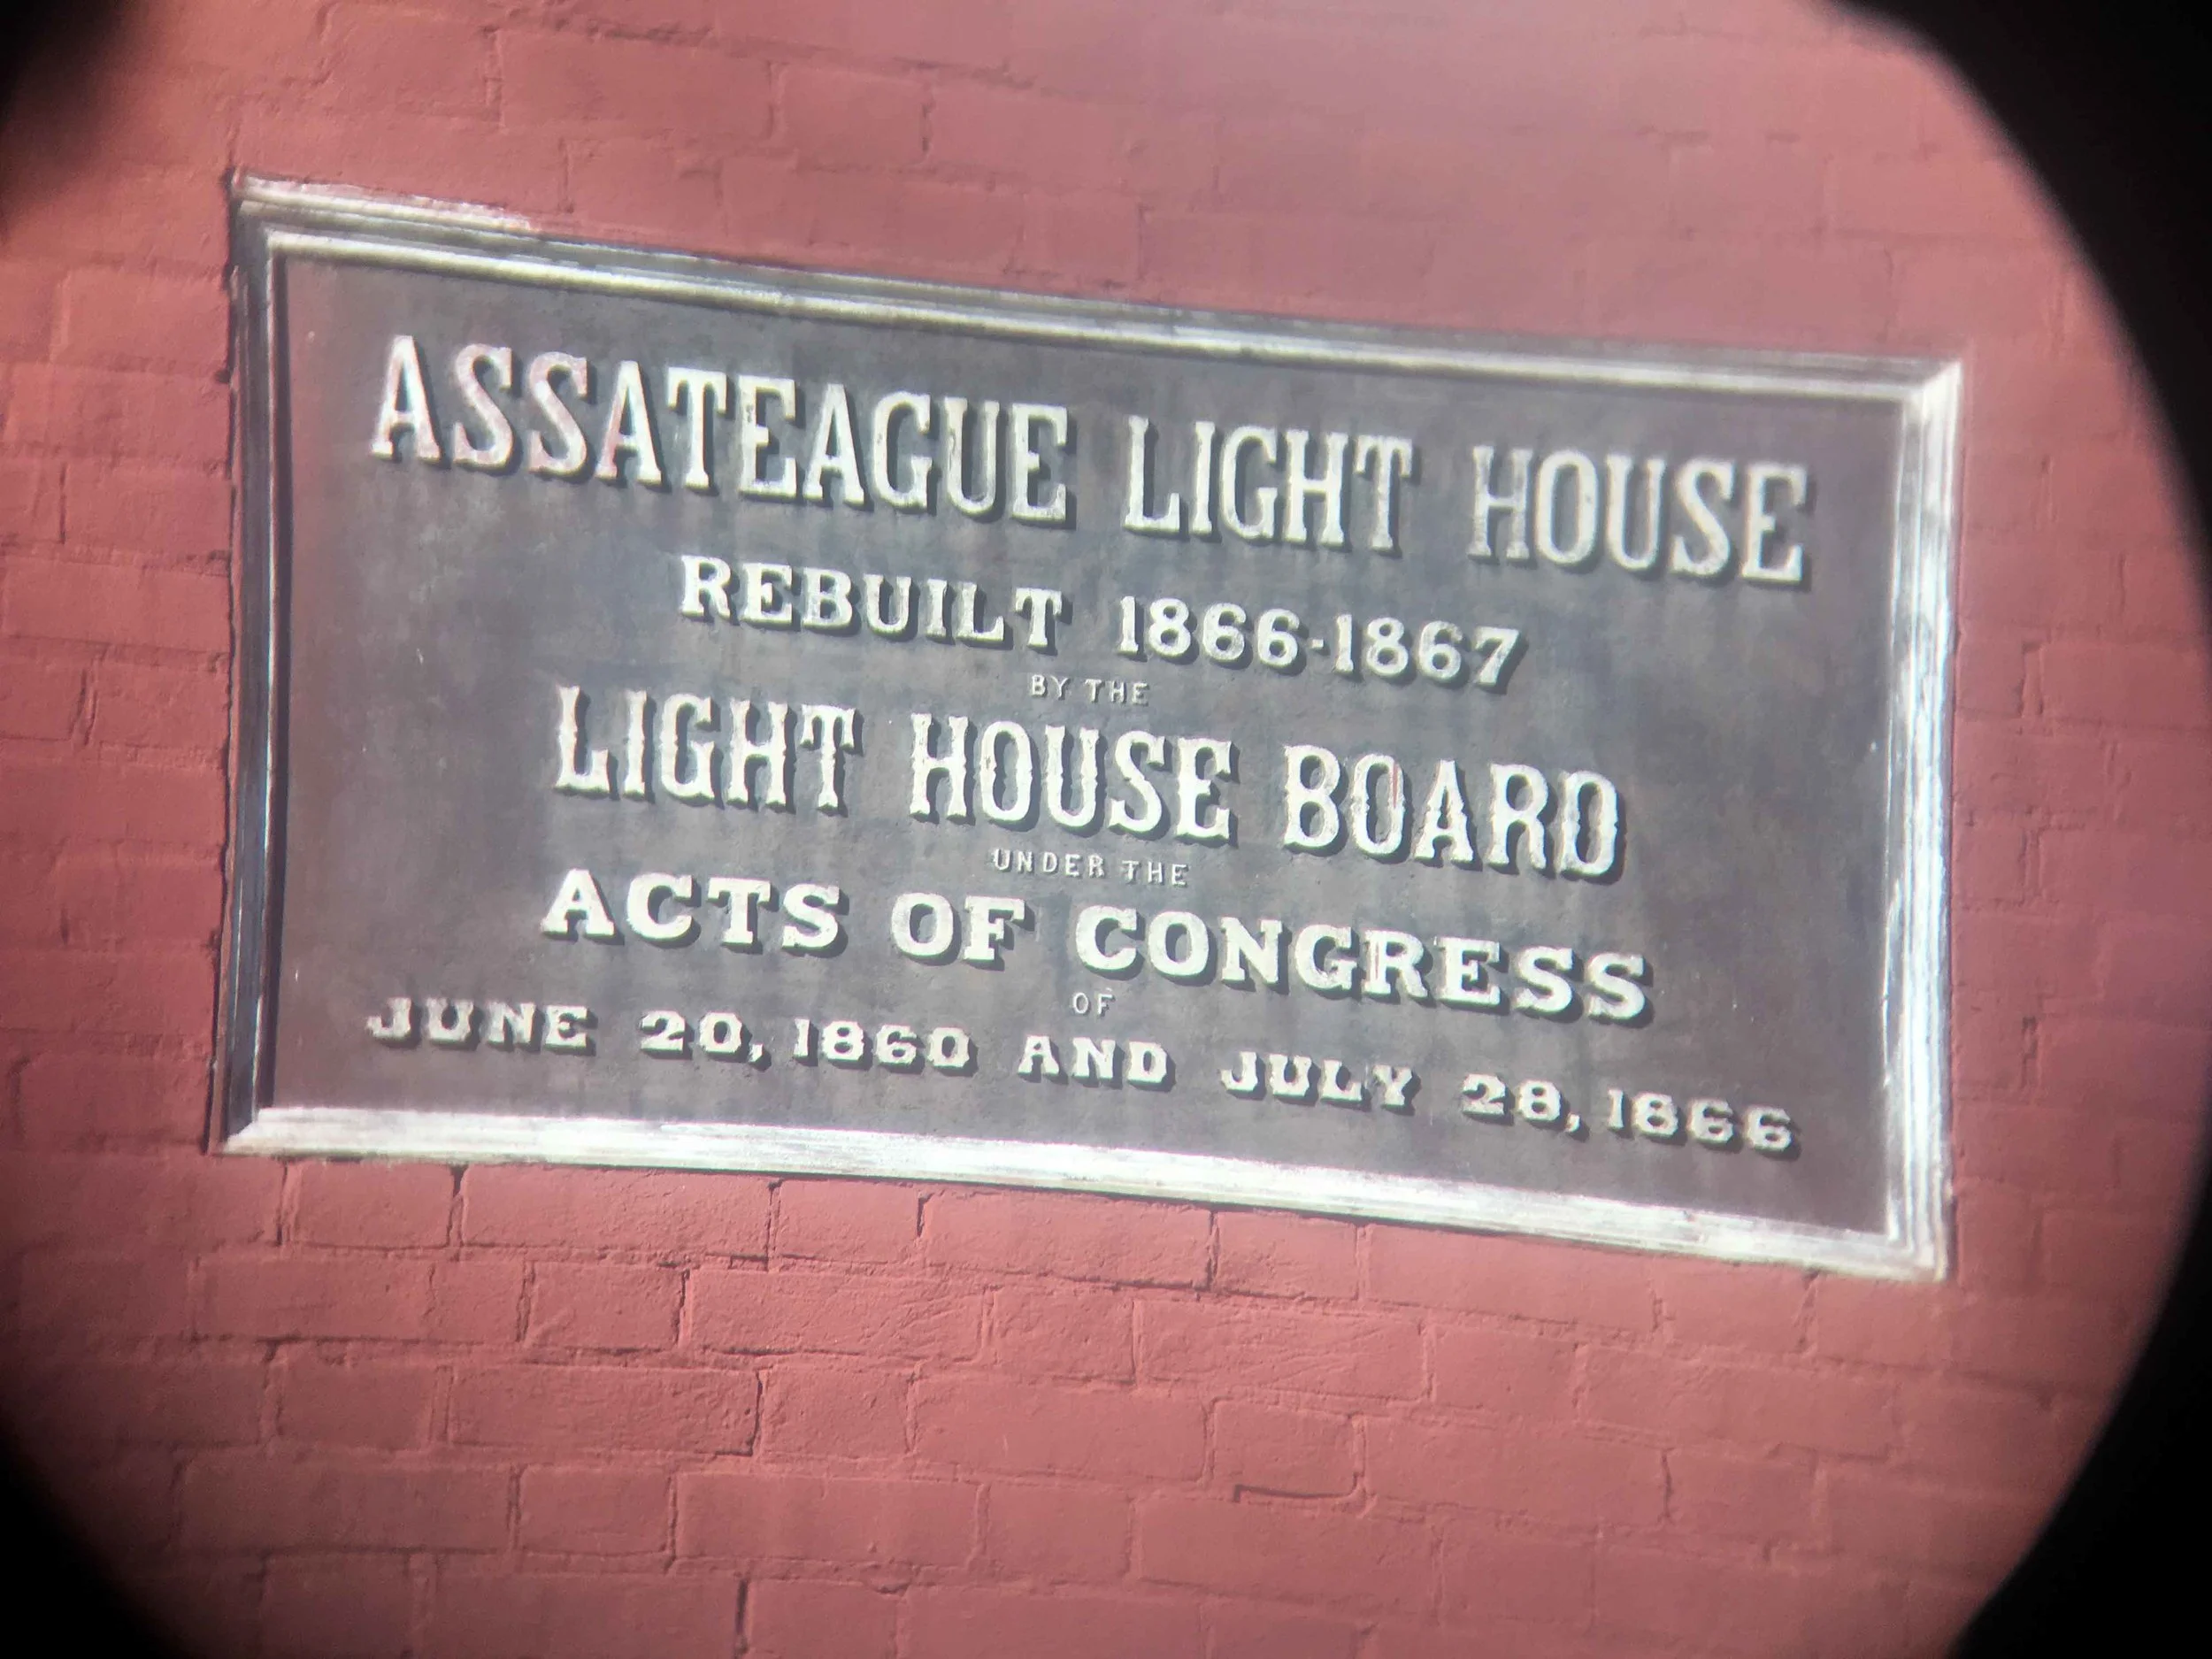 ASSATEAGUE LIGHT HOUSE
REBUILT 1866-1867
BY THE
LIGHT HOUSE BOARD
UNDER THE
ACTS OF CONGRESS
OF
JUNE 20, 1860 AND JULY 28, 1866